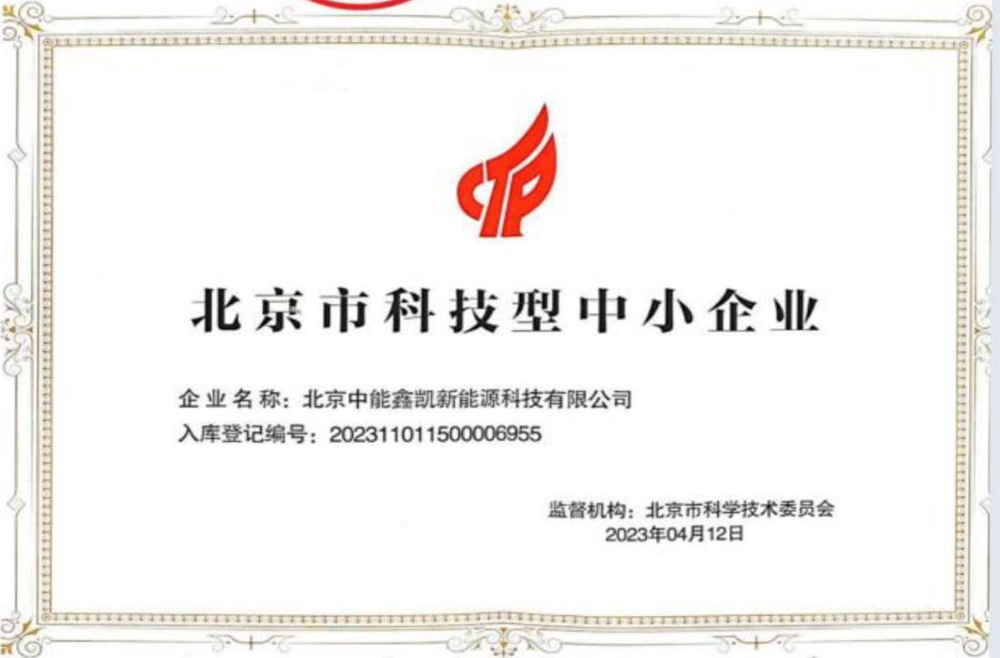 CTP
北京市科技型中小企业
企业名称：北京中能鑫凯新能源科技有限公司
入库登记编号：202311011500006955
监督机构：北京市科学技术委员会
2023年04月12日